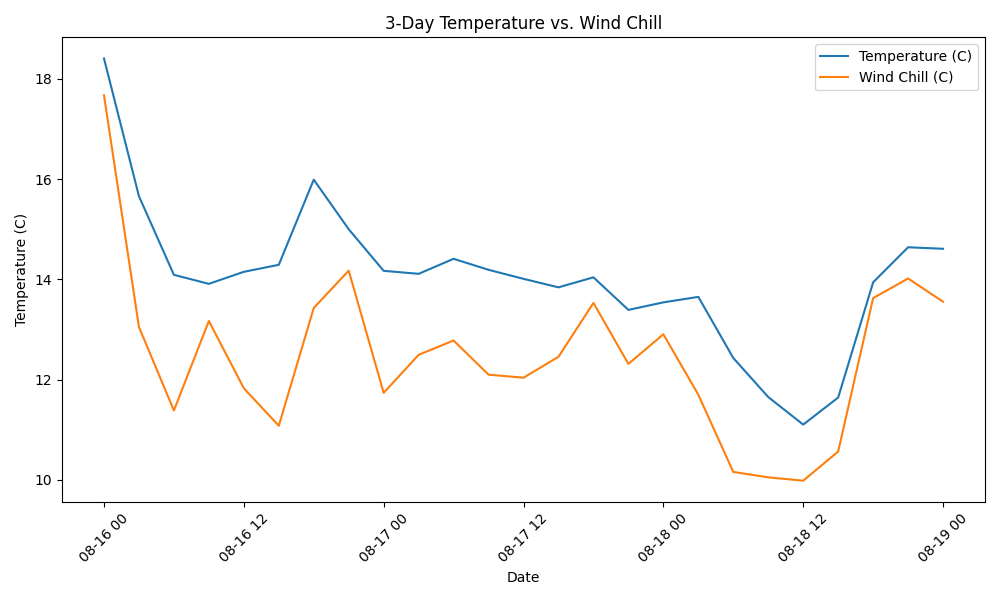 3-Day Temperature vs. Wind Chill
Temperature (C)
Wind Chill (C)
Temperature (C)
18
16
14
12
10
08-16 00
08-16 12
08-17 00
08-17 12
08-18 00
08-18 12
08-19 00
Date